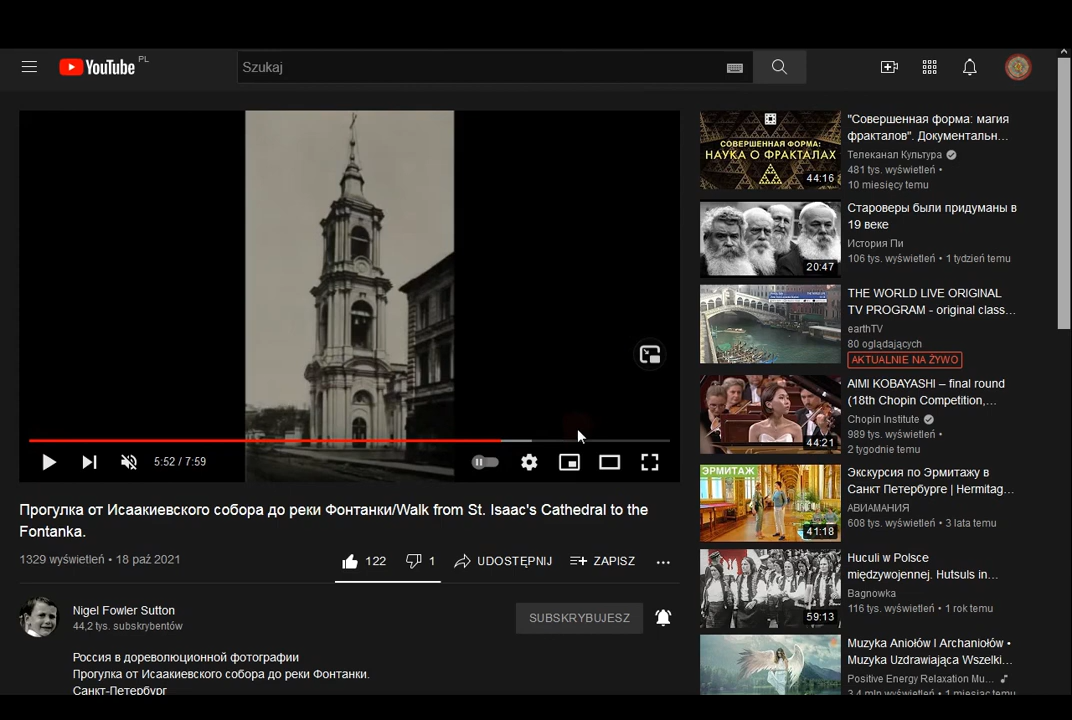 YouTube PL
Szukaj
5:52 / 7:59
Прогулка от Исаакиевского собора до реки Фонтанки/Walk from St. Isaac's Cathedral to the
Fontanka.
1329 wyświetleń • 18 paź 2021
122
1
UDOSTĘPNIJ
ZAPISZ
Nigel Fowler Sutton
44,2 tys. subskrybentów
SUBSKRYBUJESZ
Россия в дореволюционной фотографии
Прогулка от Исаакиевского собора до реки Фонтанки.
Санкт-Петербург
СОВЕРШЕННАЯ ФОРМА:
НАУКА О ФРАКТАЛАХ
44:16
"Совершенная форма: магия
фракталов". Документальн...
Телеканал Культура
481 tys. wyświetleń •
10 miesięcy temu
20:47
Староверы были придуманы в
19 веке
История Пи
106 tys. wyświetleń • 1 tydzień temu
THE WORLD LIVE ORIGINAL
TV PROGRAM - original class...
earthTV
80 oglądających
AKTUALNIE NA ŻYWO
44:21
AIMI KOBAYASHI – final round
(18th Chopin Competition,...
Chopin Institute
989 tys. wyświetleń •
2 tygodnie temu
ЭРМИТАЖ
41:18
Экскурсия по Эрмитажу в
Санкт Петербурге | Hermitag...
АВИАМАНИЯ
608 tys. wyświetleń • 3 lata temu
59:13
Huculi w Polsce
międzywojennej. Hutsuls in...
Bagnowka
116 tys. wyświetleń • 1 rok temu
Muzyka Aniołów I Archaniołów •
Muzyka Uzdrawiająca Wszelki...
Positive Energy Relaxation Mu...
3,4 mln wyświetleń • 1 miesiąc temu